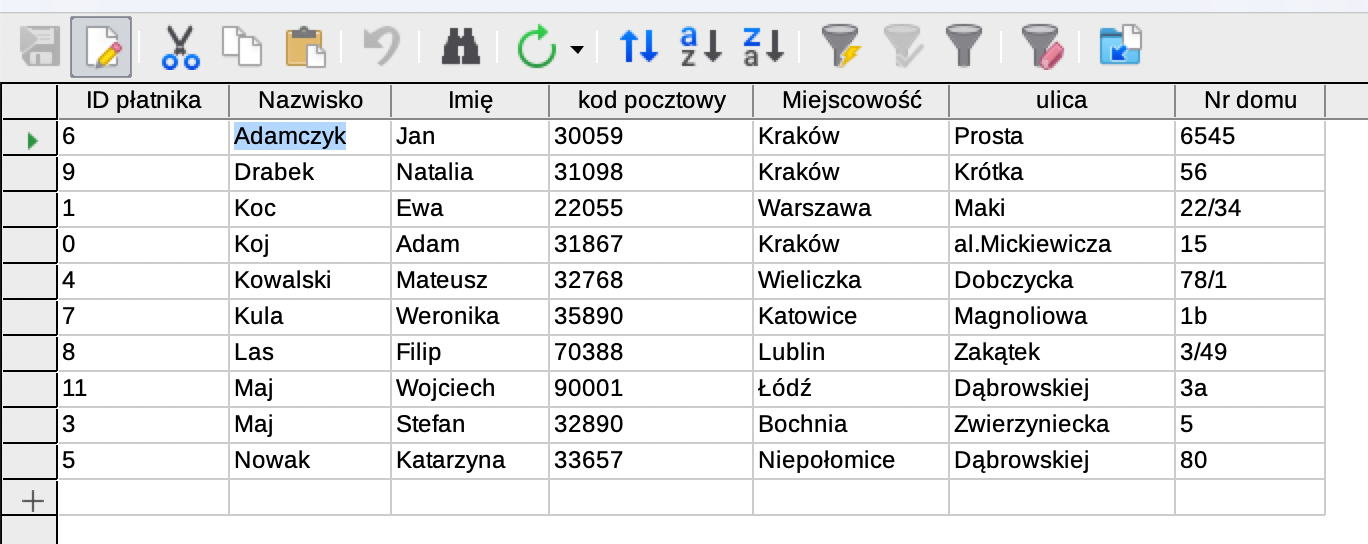 ID płatnika Nazwisko Imię kod pocztowy Miejscowość ulica Nr domu
6 Adamczyk Jan 30059 Kraków Prosta 6545
9 Drabek Natalia 31098 Kraków Krótka 56
1 Koc Ewa 22055 Warszawa Maki 22/34
0 Koj Adam 31867 Kraków al.Mickiewicza 15
4 Kowalski Mateusz 32768 Wieliczka Dobczycka 78/1
7 Kula Weronika 35890 Katowice Magnoliowa 1b
8 Las Filip 70388 Lublin Zakątek 3/49
11 Maj Wojciech 90001 Łódź Dąbrowskiej 3a
3 Maj Stefan 32890 Bochnia Zwierzyniecka 5
5 Nowak Katarzyna 33657 Niepołomice Dąbrowskiej 80